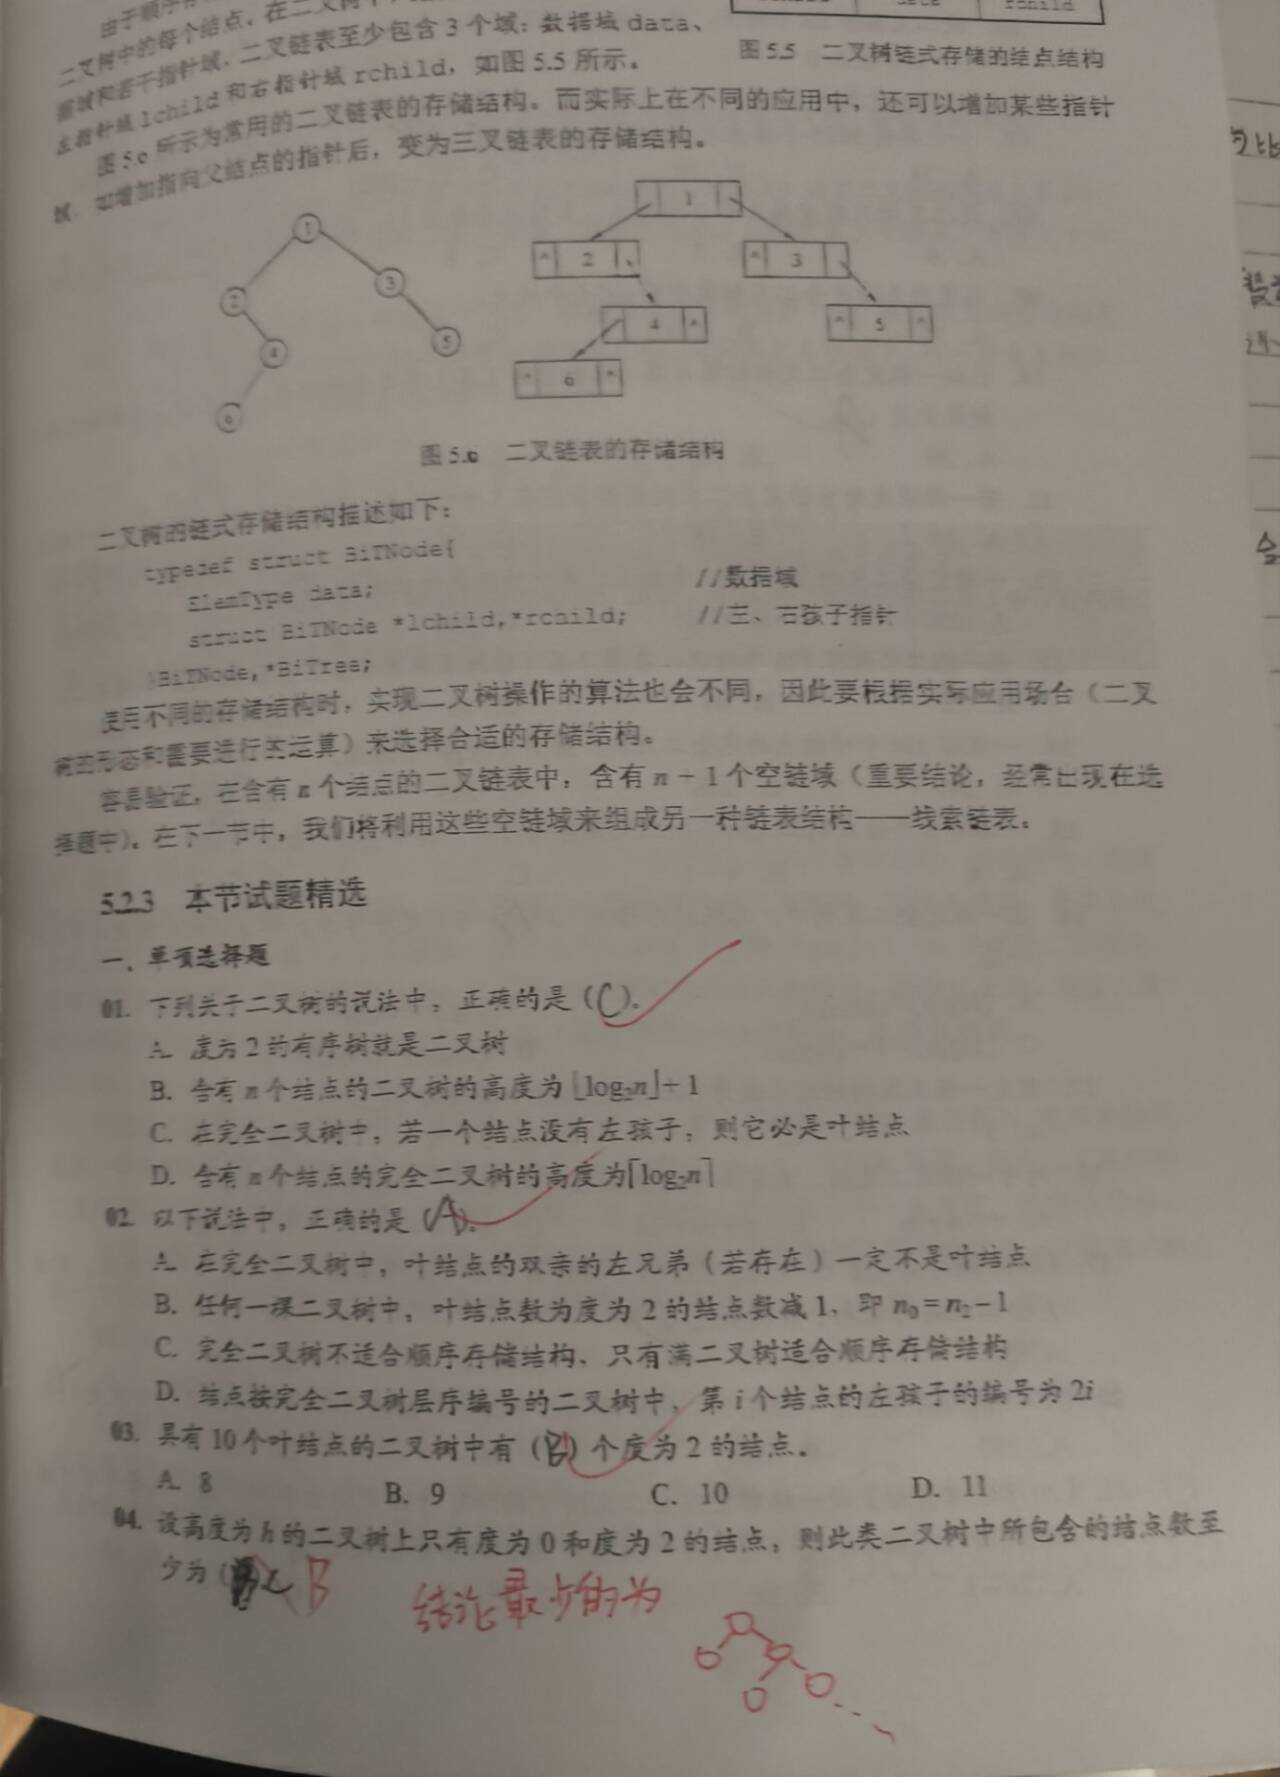 二叉树中的每个结点，在二叉树中，
据域和若干指针域，二叉链表至少包含 3 个域：数据域 data、
左指针域 lchild 和右指针域 rchild，如图 5.5 所示。
rchild
图 5.5 二叉树链式存储的结点结构
图 5.6 所示为常用的二叉链表的存储结构。而实际上在不同的应用中，还可以增加某些指针
域，如增加指向父结点的指针后，变为三叉链表的存储结构。
1
2
3
4
5
6
1
^ 2
^ 3
4 ^
^ 5 ^
^ 6 ^
图 5.6 二叉链表的存储结构
二叉树的链式存储结构描述如下：
typedef struct BiTNode{
ElemType data; //数据域
struct BiTNode *lchild,*rchild; //左、右孩子指针
}BiTNode,*BiTree;
使用不同的存储结构时，实现二叉树操作的算法也会不同，因此要根据实际应用场合（二叉
树的形态和需要进行的运算）来选择合适的存储结构。
容易验证，在含有 n 个结点的二叉链表中，含有 n + 1 个空链域（重要结论，经常出现在选
择题中）。在下一节中，我们将利用这些空链域来组成另一种链表结构——线索链表。
5.2.3 本节试题精选
一、单项选择题
01. 下列关于二叉树的说法中，正确的是（C）。
A. 度为 2 的有序树就是二叉树
B. 含有 n 个结点的二叉树的高度为⌊log₂n⌋+1
C. 在完全二叉树中，若一个结点没有左孩子，则它必是叶结点
D. 含有 n 个结点的完全二叉树的高度为⌈log₂n⌉
02. 以下说法中，正确的是（A）。
A. 在完全二叉树中，叶结点的双亲的左兄弟（若存在）一定不是叶结点
B. 任何一棵二叉树中，叶结点数为度为 2 的结点数减 1，即 n₀ = n₂ − 1
C. 完全二叉树不适合顺序存储结构，只有满二叉树适合顺序存储结构
D. 结点按完全二叉树层序编号的二叉树中，第 i 个结点的左孩子的编号为 2i
03. 具有 10 个叶结点的二叉树中有（B）个度为 2 的结点。
A. 8 B. 9 C. 10 D. 11
04. 设高度为 h 的二叉树上只有度为 0 和度为 2 的结点，则此类二叉树中所包含的结点数至
少为（ B
结论 最少的为